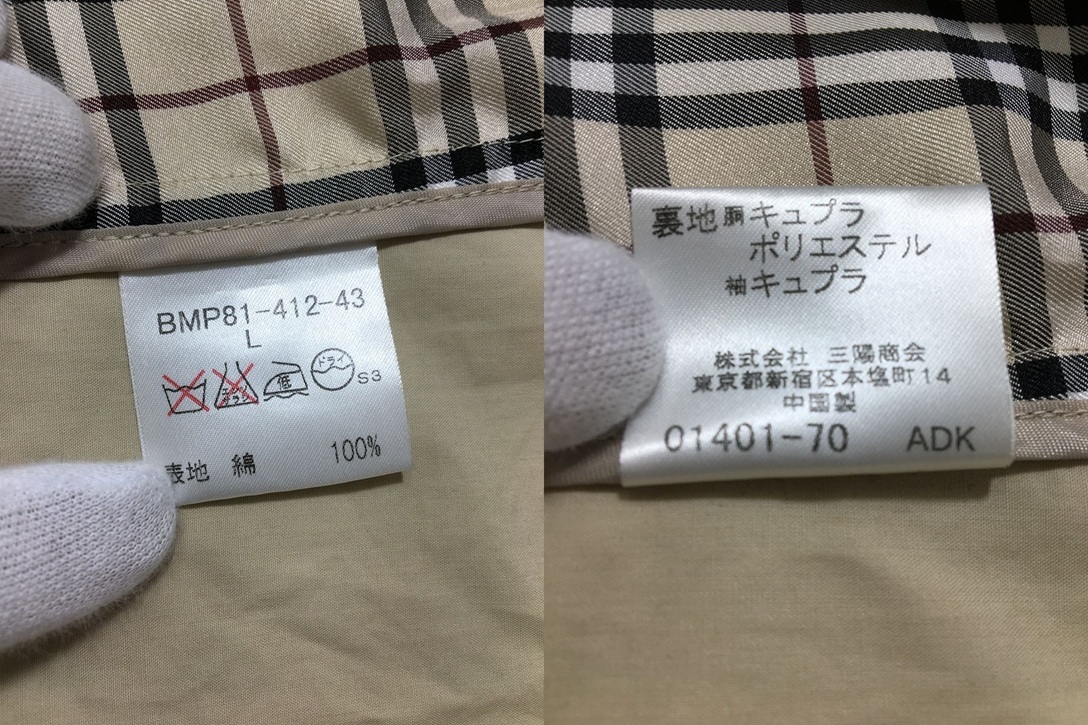 BMP81-412-43
L
ドライ
低
S3
表地 綿 100%
裏地 胴 キュプラ
ポリエステル
袖 キュプラ
株式会社 三陽商会
東京都新宿区本塩町14
中国製
01401-70 ADK